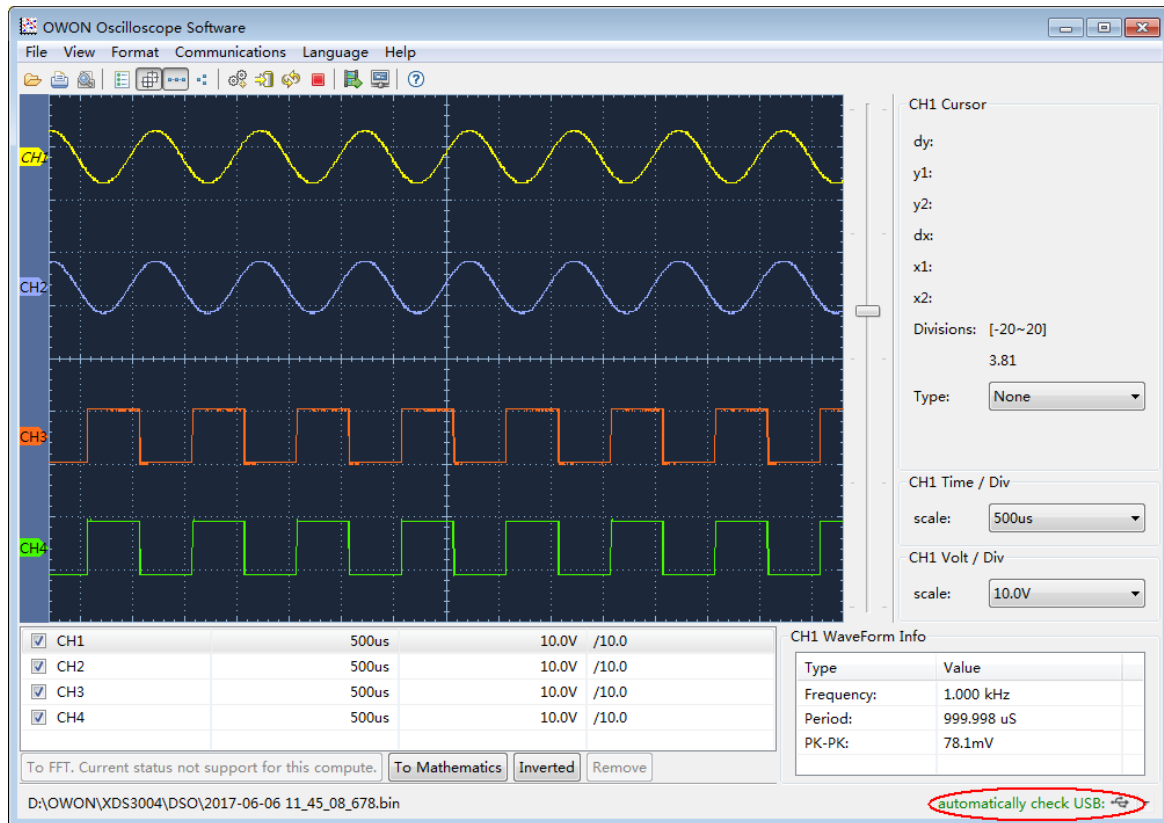 OWON Oscilloscope Software
File View Format Communications Language Help
CH1 Cursor
dy:
CH1
y1:
y2:
dx:
x1:
CH2
x2:
Divisions: [-20~20]
3.81
Type: None
CH3
CH1 Time / Div
scale: 500us
CH4
CH1 Volt / Div
scale: 10.0V
CH1 500us 10.0V /10.0
CH2 500us 10.0V /10.0
CH3 500us 10.0V /10.0
CH4 500us 10.0V /10.0
CH1 WaveForm Info
Type Value
Frequency: 1.000 kHz
Period: 999.998 uS
PK-PK: 78.1mV
To FFT. Current status not support for this compute. To Mathematics Inverted Remove
D:\OWON\XDS3004\DSO\2017-06-06 11_45_08_678.bin automatically check USB: